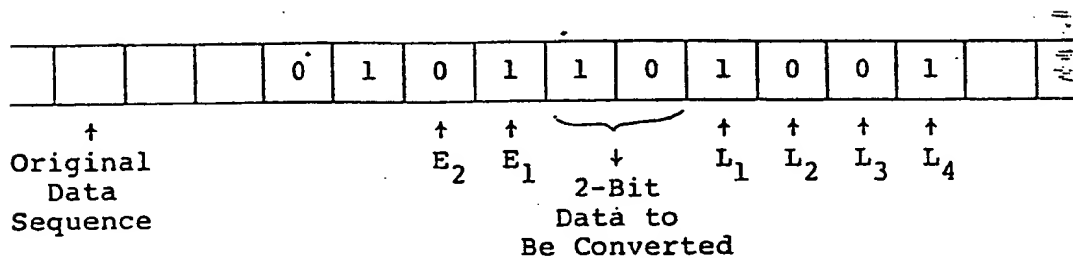 0 1 0 1 1 0 1 0 0 1
E2 E1 L1 L2 L3 L4
Original
Data
Sequence
2-Bit
Data to
Be Converted